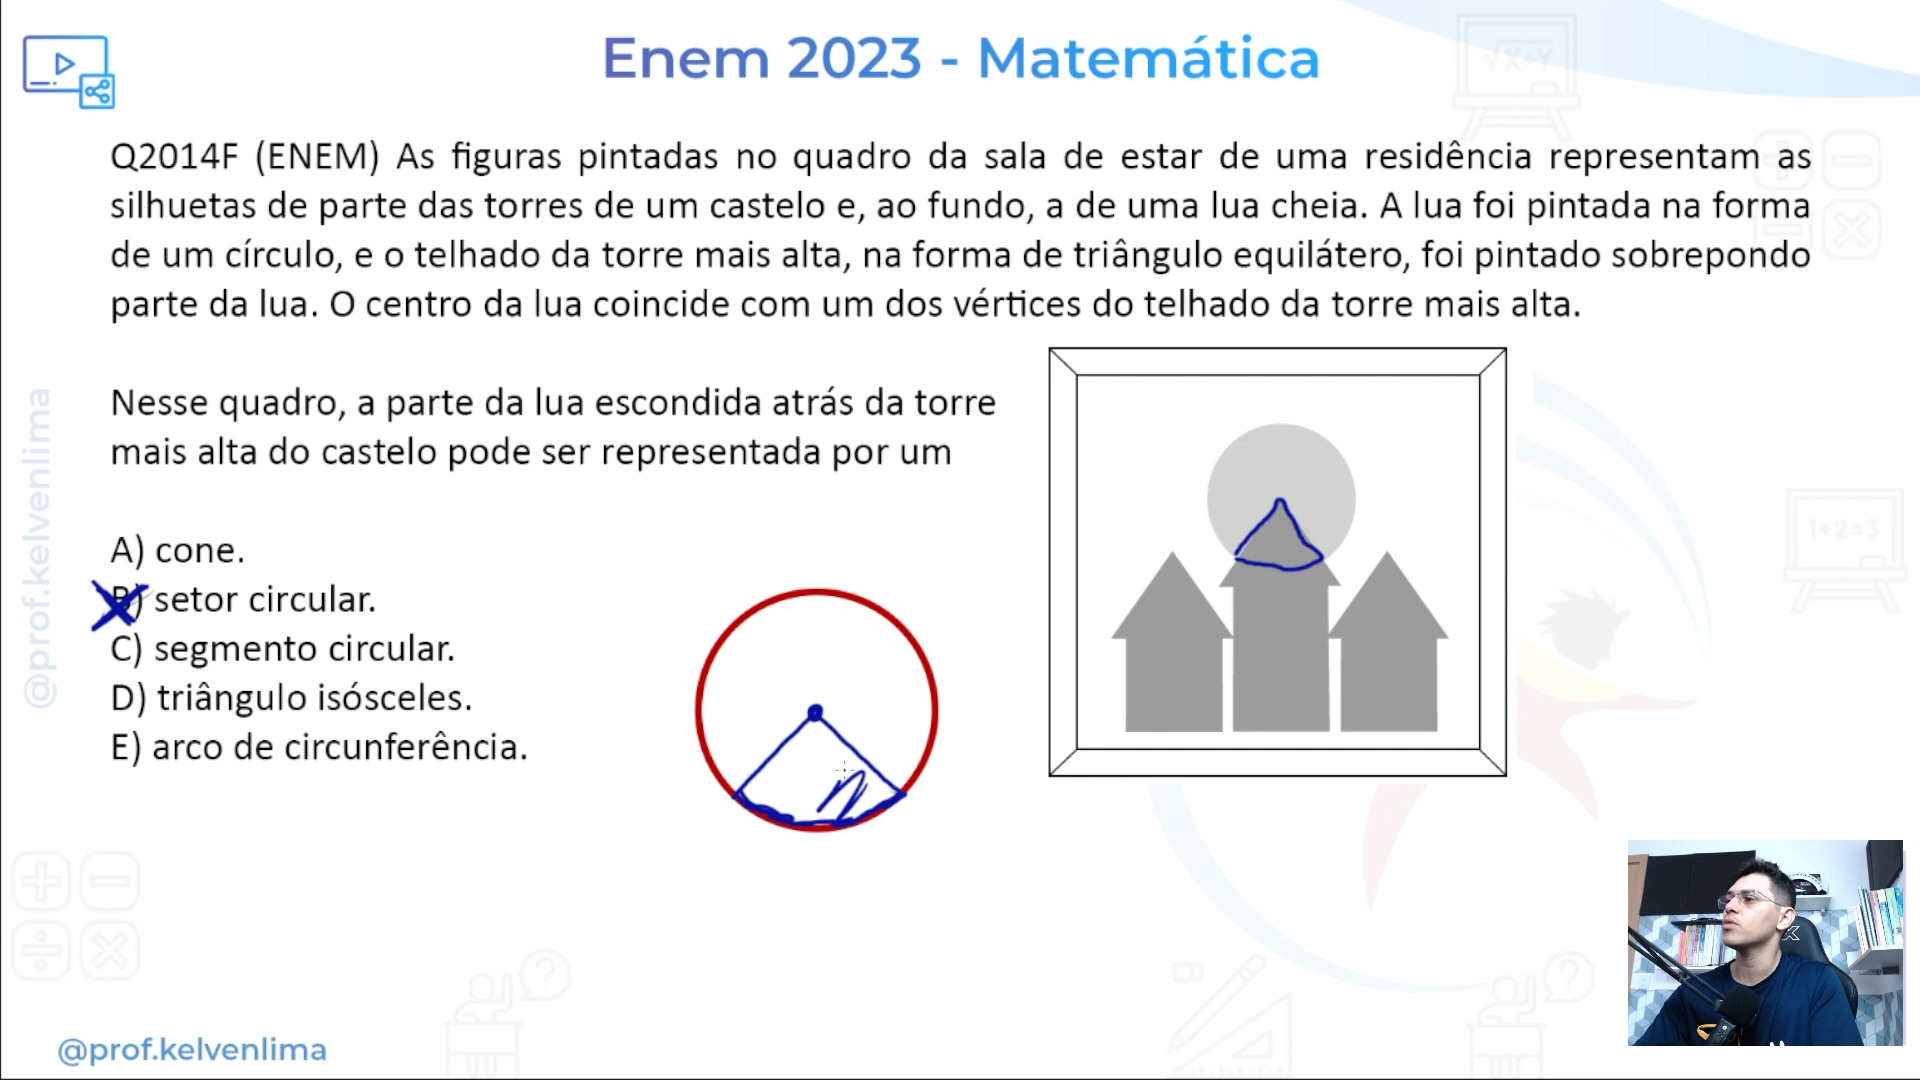 Enem 2023 - Matemática
Q2014F (ENEM) As figuras pintadas no quadro da sala de estar de uma residência representam as
silhuetas de parte das torres de um castelo e, ao fundo, a de uma lua cheia. A lua foi pintada na forma
de um círculo, e o telhado da torre mais alta, na forma de triângulo equilátero, foi pintado sobrepondo
parte da lua. O centro da lua coincide com um dos vértices do telhado da torre mais alta.
Nesse quadro, a parte da lua escondida atrás da torre
mais alta do castelo pode ser representada por um
A) cone.
B) setor circular.
C) segmento circular.
D) triângulo isósceles.
E) arco de circunferência.
@prof.kelvenlima
@prof.kelvenlima
√X+Y
1+2=3